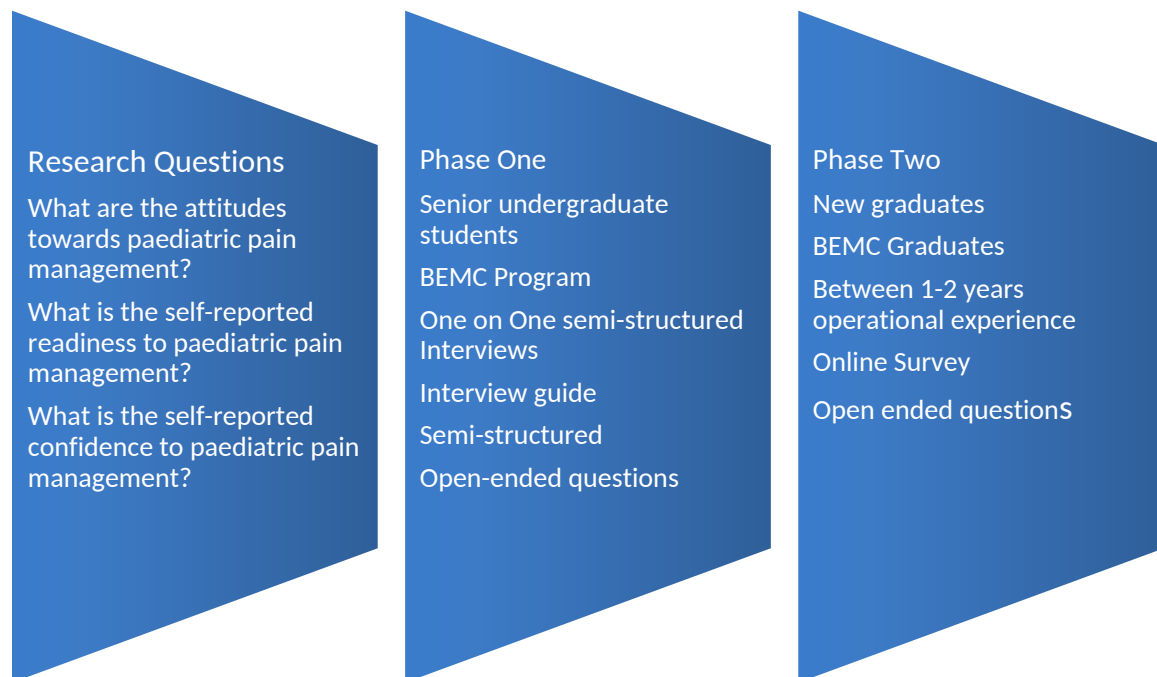 Research Questions
What are the attitudes
towards paediatric pain
management?
What is the self-reported
readiness to paediatric pain
management?
What is the self-reported
confidence to paediatric pain
management?
Phase One
Senior undergraduate
students
BEMC Program
One on One semi-structured
Interviews
Interview guide
Semi-structured
Open-ended questions
Phase Two
New graduates
BEMC Graduates
Between 1-2 years
operational experience
Online Survey
Open ended questions